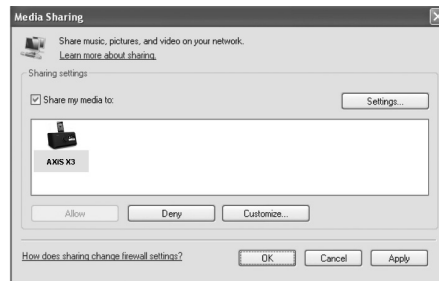 Media Sharing
Share music, pictures, and video on your network.
Learn more about sharing.
Sharing settings
Share my media to:
Settings...
AXiS X3
Allow
Deny
Customize...
How does sharing change firewall settings?
OK
Cancel
Apply